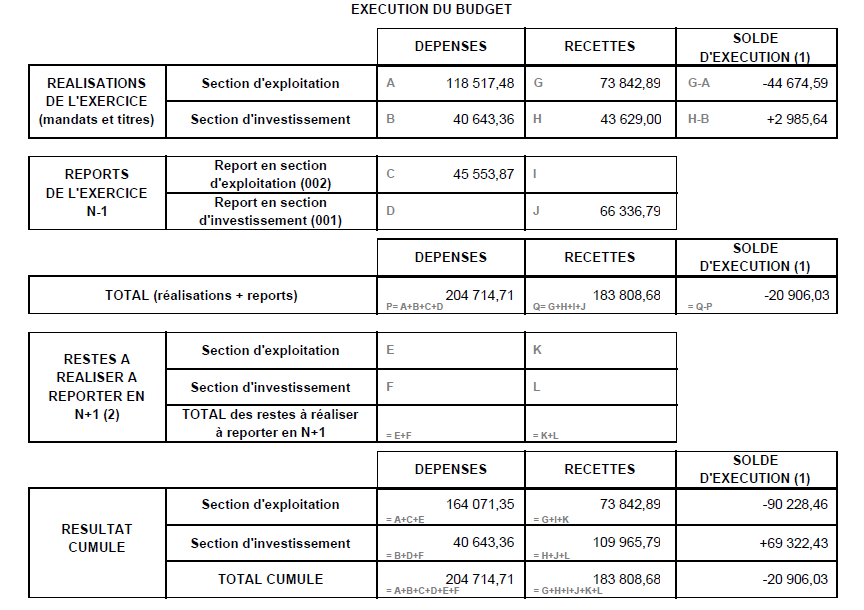 EXECUTION DU BUDGET
DEPENSES RECETTES SOLDE
D'EXECUTION (1)
REALISATIONS
DE L'EXERCICE
(mandats et titres)
Section d'exploitation A 118 517,48 G 73 842,89 G-A -44 674,59
Section d'investissement B 40 643,36 H 43 629,00 H-B +2 985,64
REPORTS
DE L'EXERCICE
N-1
Report en section
d'exploitation (002) C 45 553,87 I
Report en section
d'investissement (001) D J 66 336,79
DEPENSES RECETTES SOLDE
D'EXECUTION (1)
TOTAL (réalisations + reports) 204 714,71 183 808,68 -20 906,03
P= A+B+C+D Q= G+H+I+J = Q-P
RESTES A
REALISER A
REPORTER EN
N+1 (2)
Section d'exploitation E K
Section d'investissement F L
TOTAL des restes à réaliser
à reporter en N+1 = E+F = K+L
DEPENSES RECETTES SOLDE
D'EXECUTION (1)
RESULTAT
CUMULE
Section d'exploitation 164 071,35 73 842,89 -90 228,46
= A+C+E = G+I+K
Section d'investissement 40 643,36 109 965,79 +69 322,43
= B+D+F = H+J+L
TOTAL CUMULE 204 714,71 183 808,68 -20 906,03
= A+B+C+D+E+F = G+H+I+J+K+L